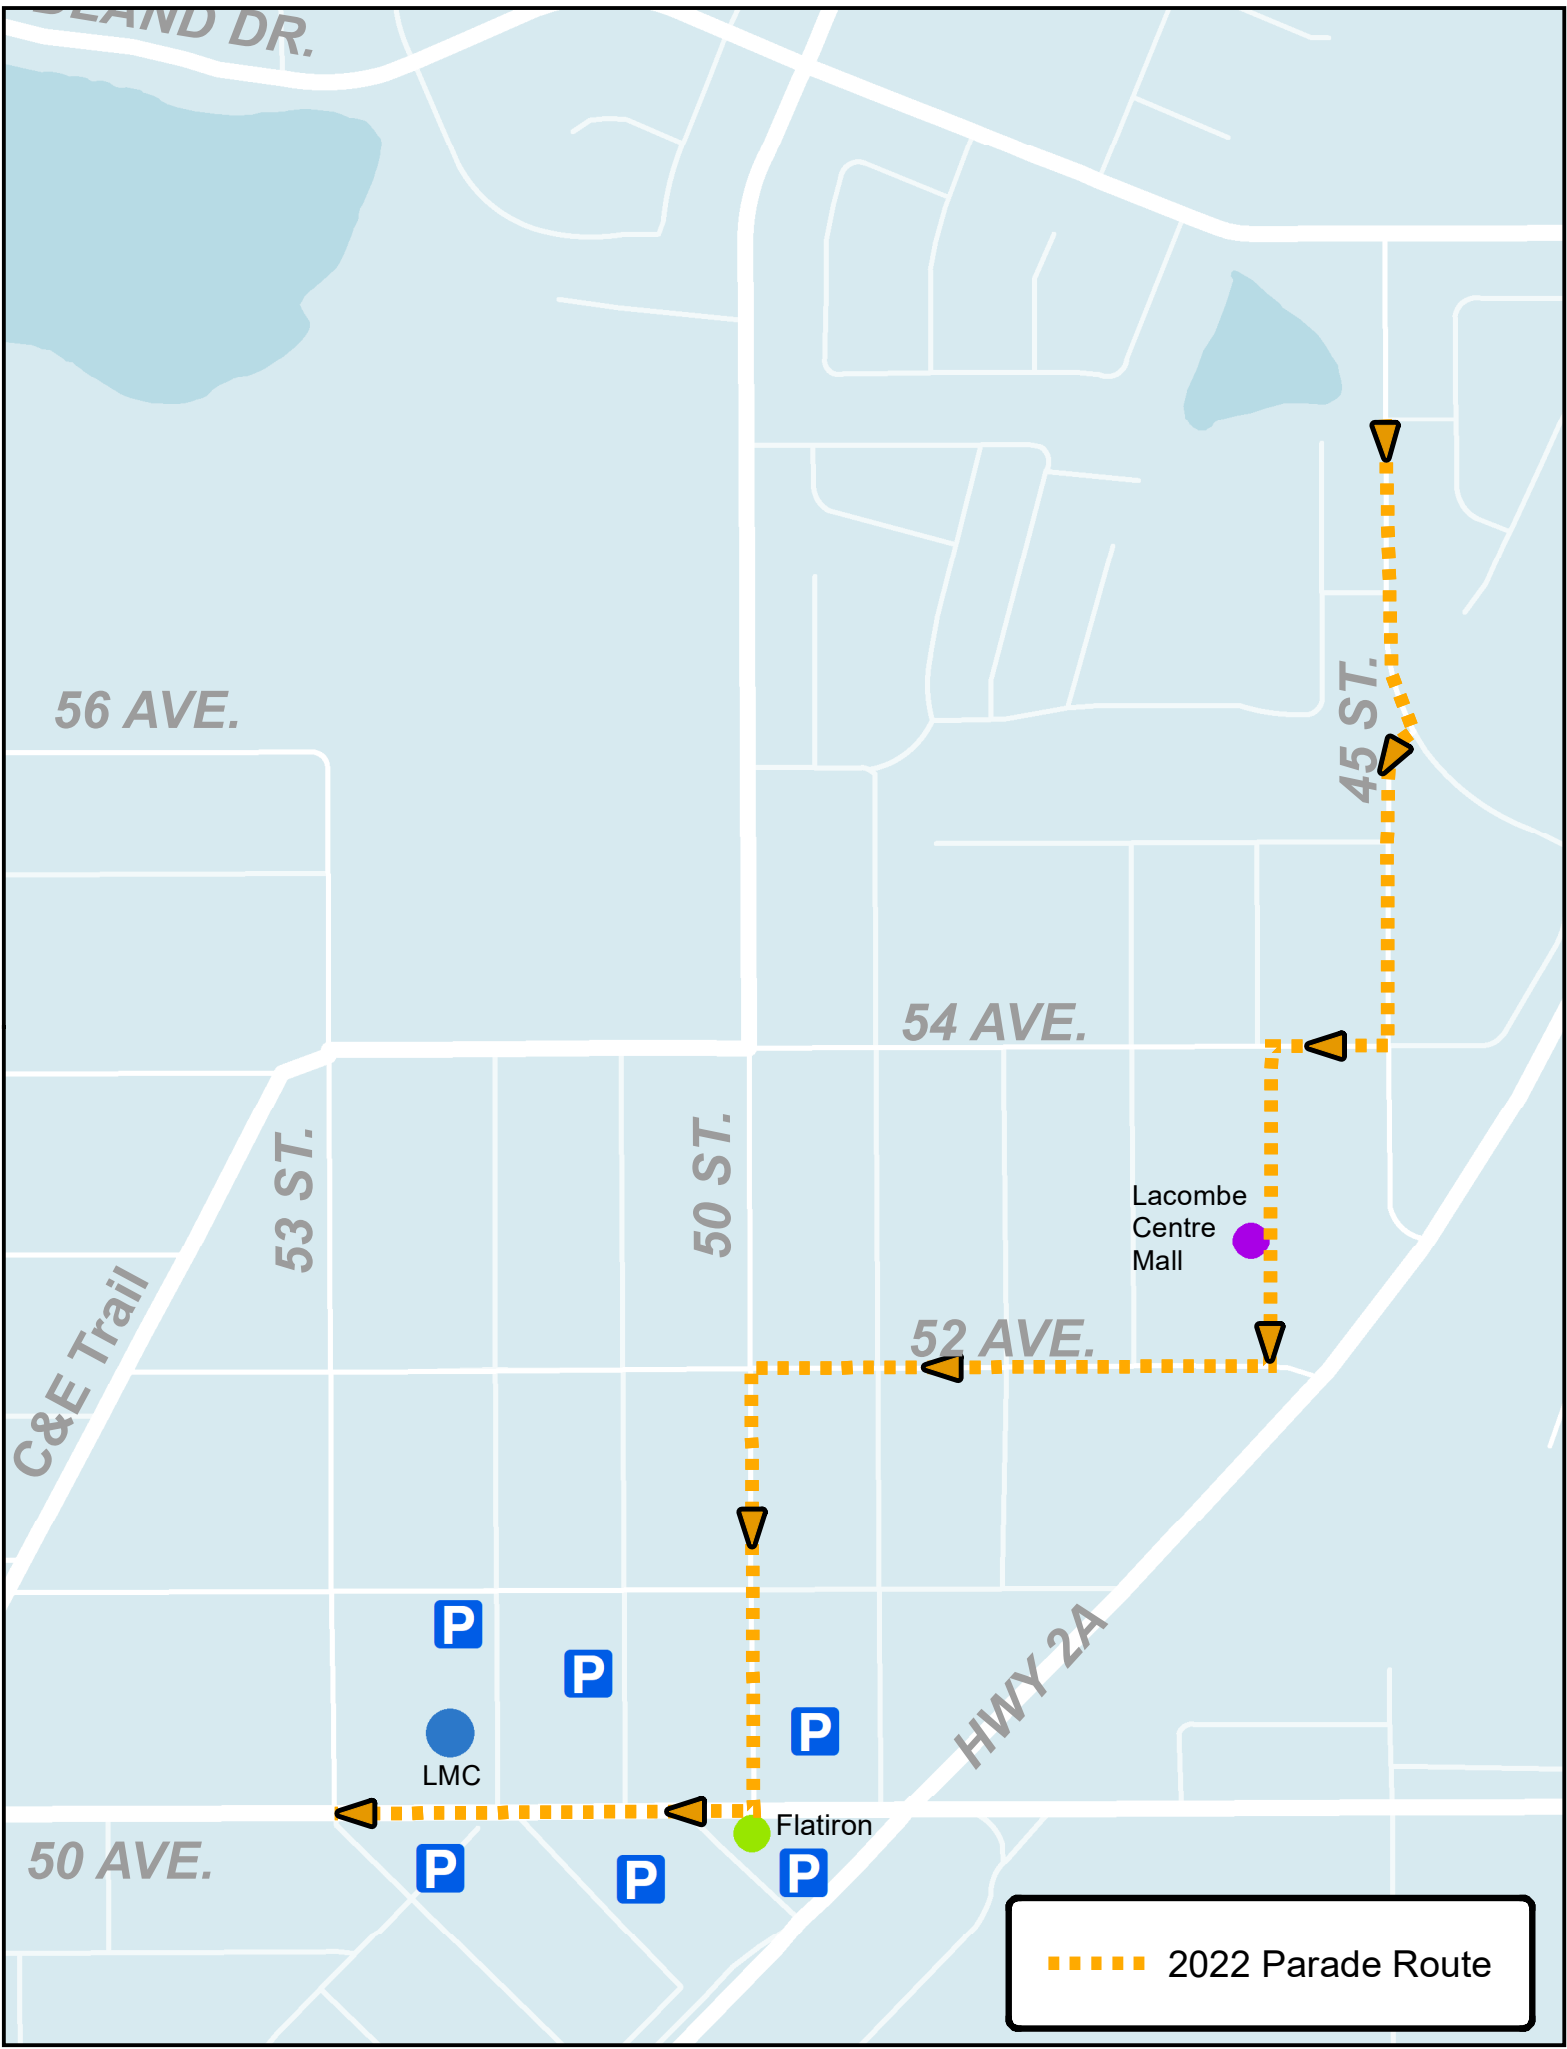 DR.
56 AVE.
45 ST.
54 AVE.
53 ST.
50 ST.
Lacombe
Centre
Mall
C&E Trail
52 AVE.
P
P
HWY 2A
P
LMC
Flatiron
50 AVE.
P
P
P
2022 Parade Route